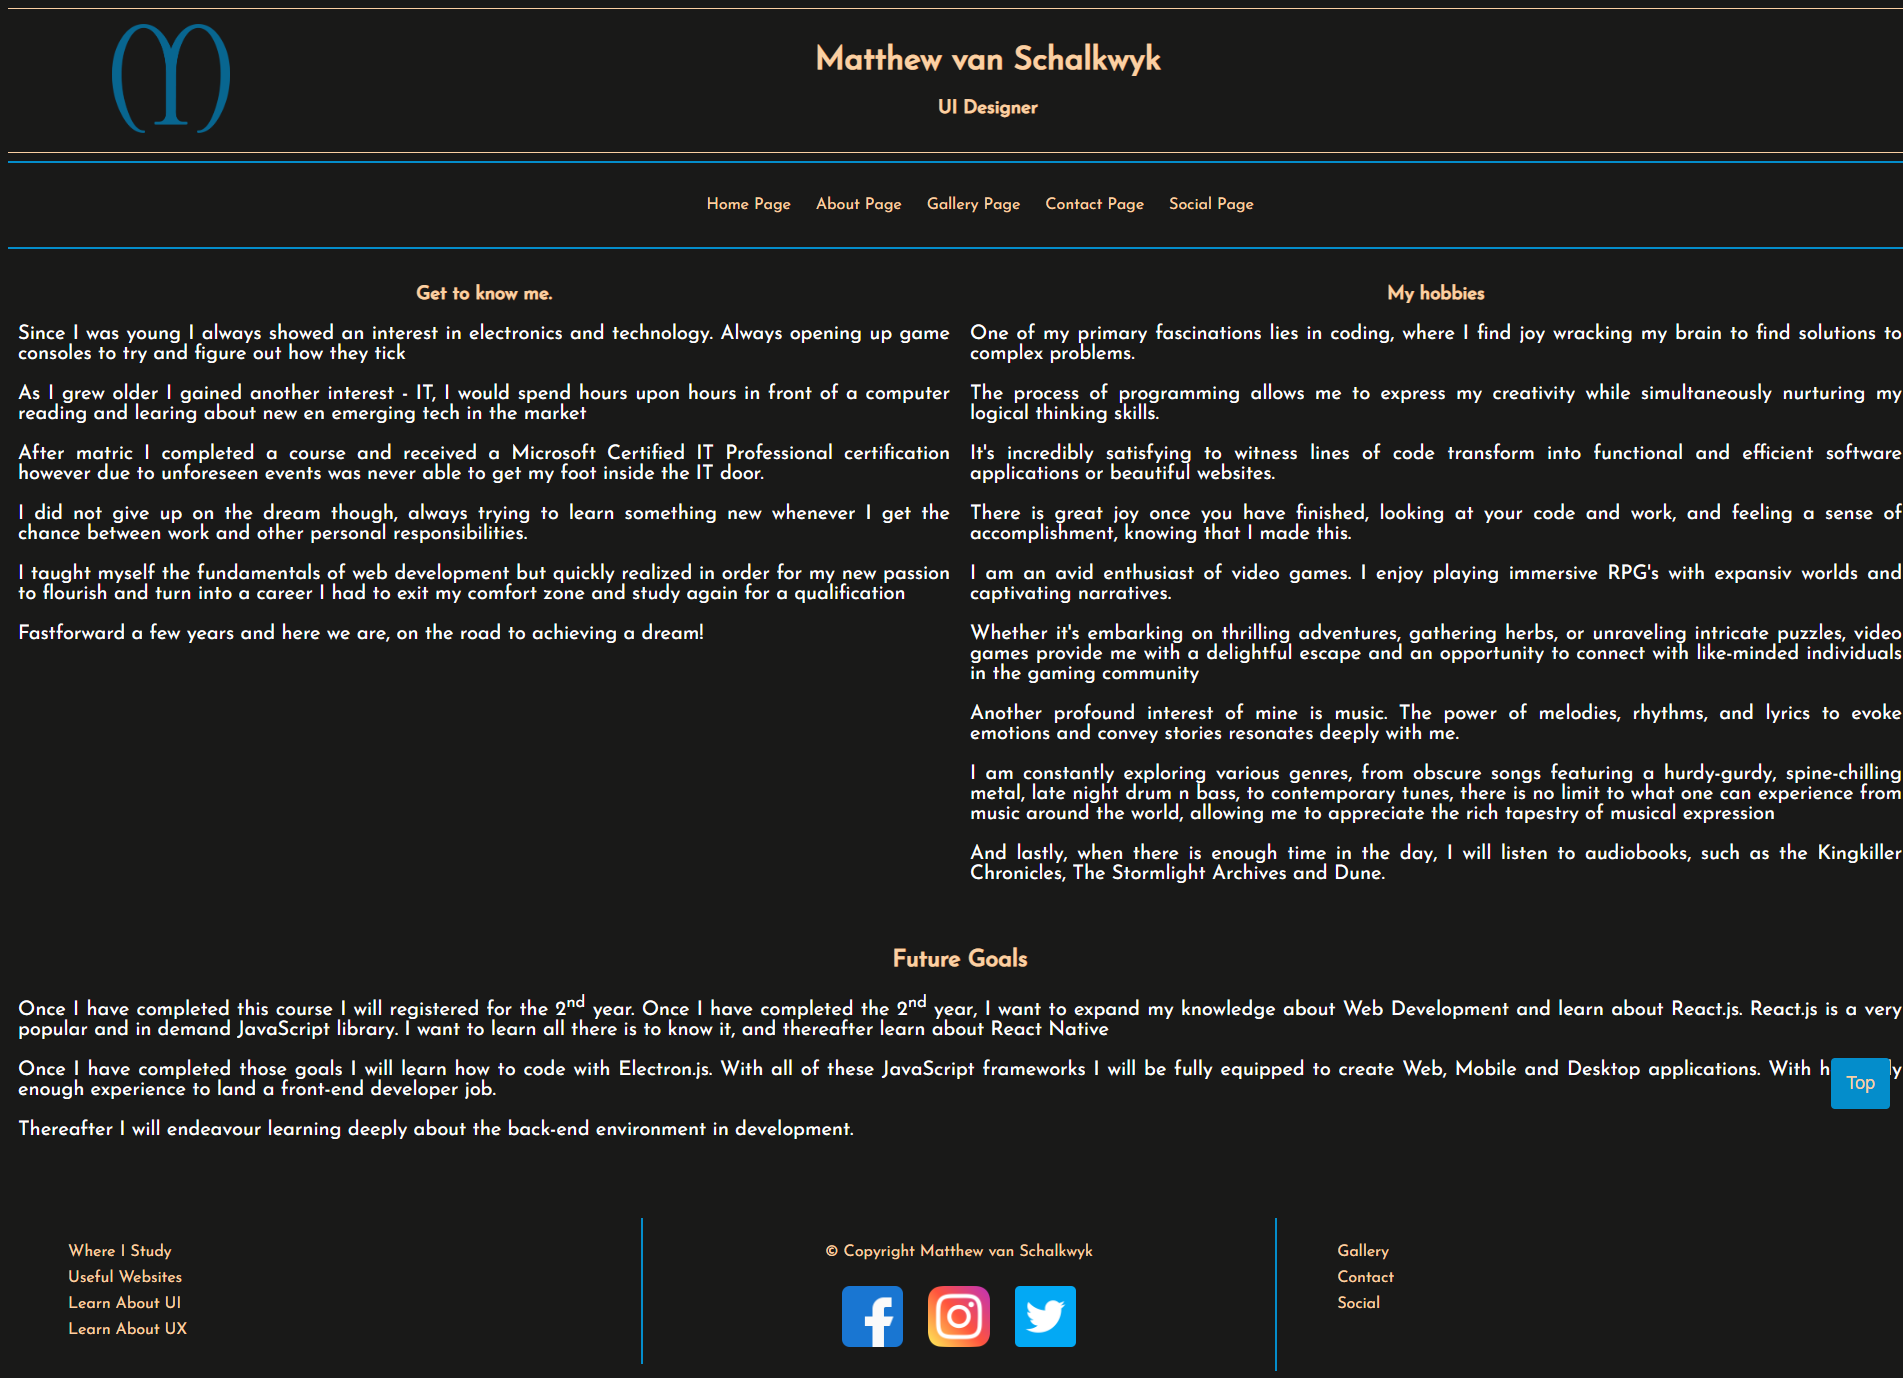 Matthew van Schalkwyk
UI Designer
Home Page About Page Gallery Page Contact Page Social Page
Get to know me.
Since I was young I always showed an interest in electronics and technology. Always opening up game
consoles to try and figure out how they tick
As I grew older I gained another interest - IT, I would spend hours upon hours in front of a computer
reading and learing about new en emerging tech in the market
After matric I completed a course and received a Microsoft Certified IT Professional certification
however due to unforeseen events was never able to get my foot inside the IT door.
I did not give up on the dream though, always trying to learn something new whenever I get the
chance between work and other personal responsibilities.
I taught myself the fundamentals of web development but quickly realized in order for my new passion
to flourish and turn into a career I had to exit my comfort zone and study again for a qualification
Fastforward a few years and here we are, on the road to achieving a dream!
My hobbies
One of my primary fascinations lies in coding, where I find joy wracking my brain to find solutions to
complex problems.
The process of programming allows me to express my creativity while simultaneously nurturing my
logical thinking skills.
It's incredibly satisfying to witness lines of code transform into functional and efficient software
applications or beautiful websites.
There is great joy once you have finished, looking at your code and work, and feeling a sense of
accomplishment, knowing that I made this.
I am an avid enthusiast of video games. I enjoy playing immersive RPG's with expansiv worlds and
captivating narratives.
Whether it's embarking on thrilling adventures, gathering herbs, or unraveling intricate puzzles, video
games provide me with a delightful escape and an opportunity to connect with like-minded individuals
in the gaming community
Another profound interest of mine is music. The power of melodies, rhythms, and lyrics to evoke
emotions and convey stories resonates deeply with me.
I am constantly exploring various genres, from obscure songs featuring a hurdy-gurdy, spine-chilling
metal, late night drum n bass, to contemporary tunes, there is no limit to what one can experience from
music around the world, allowing me to appreciate the rich tapestry of musical expression
And lastly, when there is enough time in the day, I will listen to audiobooks, such as the Kingkiller
Chronicles, The Stormlight Archives and Dune.
Future Goals
Once I have completed this course I will registered for the 2nd year. Once I have completed the 2nd year, I want to expand my knowledge about Web Development and learn about React.js. React.js is a very
popular and in demand JavaScript library. I want to learn all there is to know it, and thereafter learn about React Native
Once I have completed those goals I will learn how to code with Electron.js. With all of these JavaScript frameworks I will be fully equipped to create Web, Mobile and Desktop applications. With
enough experience to land a front-end developer job.
Top
Thereafter I will endeavour learning deeply about the back-end environment in development.
Where I Study
Useful Websites
Learn About UI
Learn About UX
© Copyright Matthew van Schalkwyk
Gallery
Contact
Social